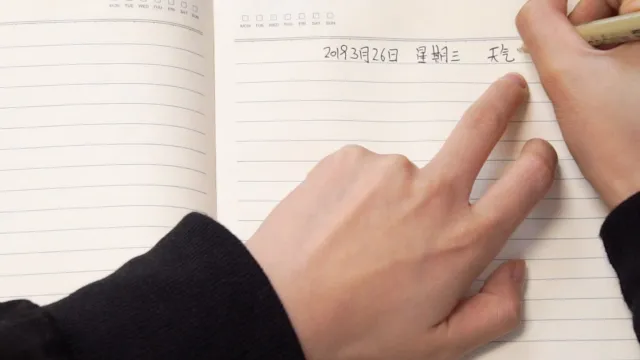 MON TUE WED THU FRI SAT SUN
MON TUE WED THU FRI SAT SUN
20193月26日 星期三 天气